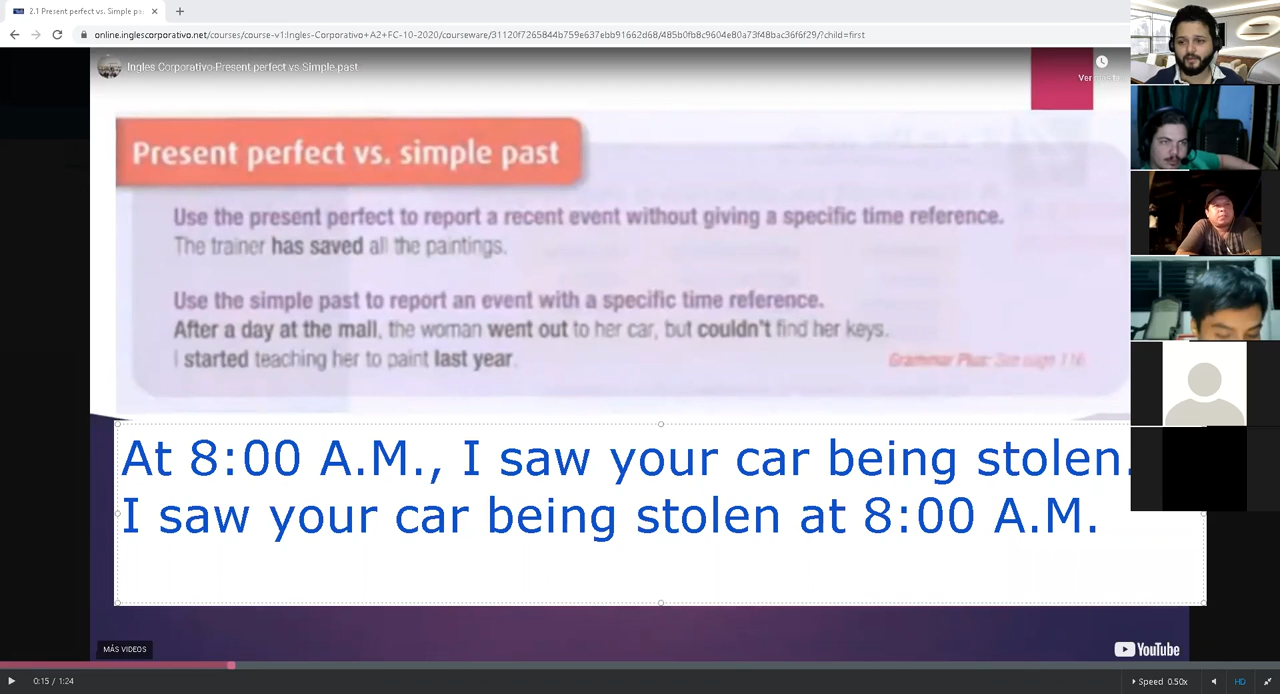 2.1 Present perfect vs. Simple pa
online.inglescorporativo.net/courses/course-v1:Ingles-Corporativo+A2+FC-10-2020/courseware/31120f7265844b759e637ebb91662d68/485b0fb8c9604e80a73f48bac36f6f29/?child=first
Ingles Corporativo-Present perfect vs Simple past
Ver más ta
Present perfect vs. simple past
Use the present perfect to report a recent event without giving a specific time reference.
The trainer has saved all the paintings.
Use the simple past to report an event with a specific time reference.
After a day at the mall, the woman went out to her car, but couldn't find her keys.
I started teaching her to paint last year.
Grammar Plus: See page 116.
At 8:00 A.M., I saw your car being stolen.
I saw your car being stolen at 8:00 A.M.
MÁS VIDEOS
YouTube
0:15 / 1:24
Speed 0.50x
HD